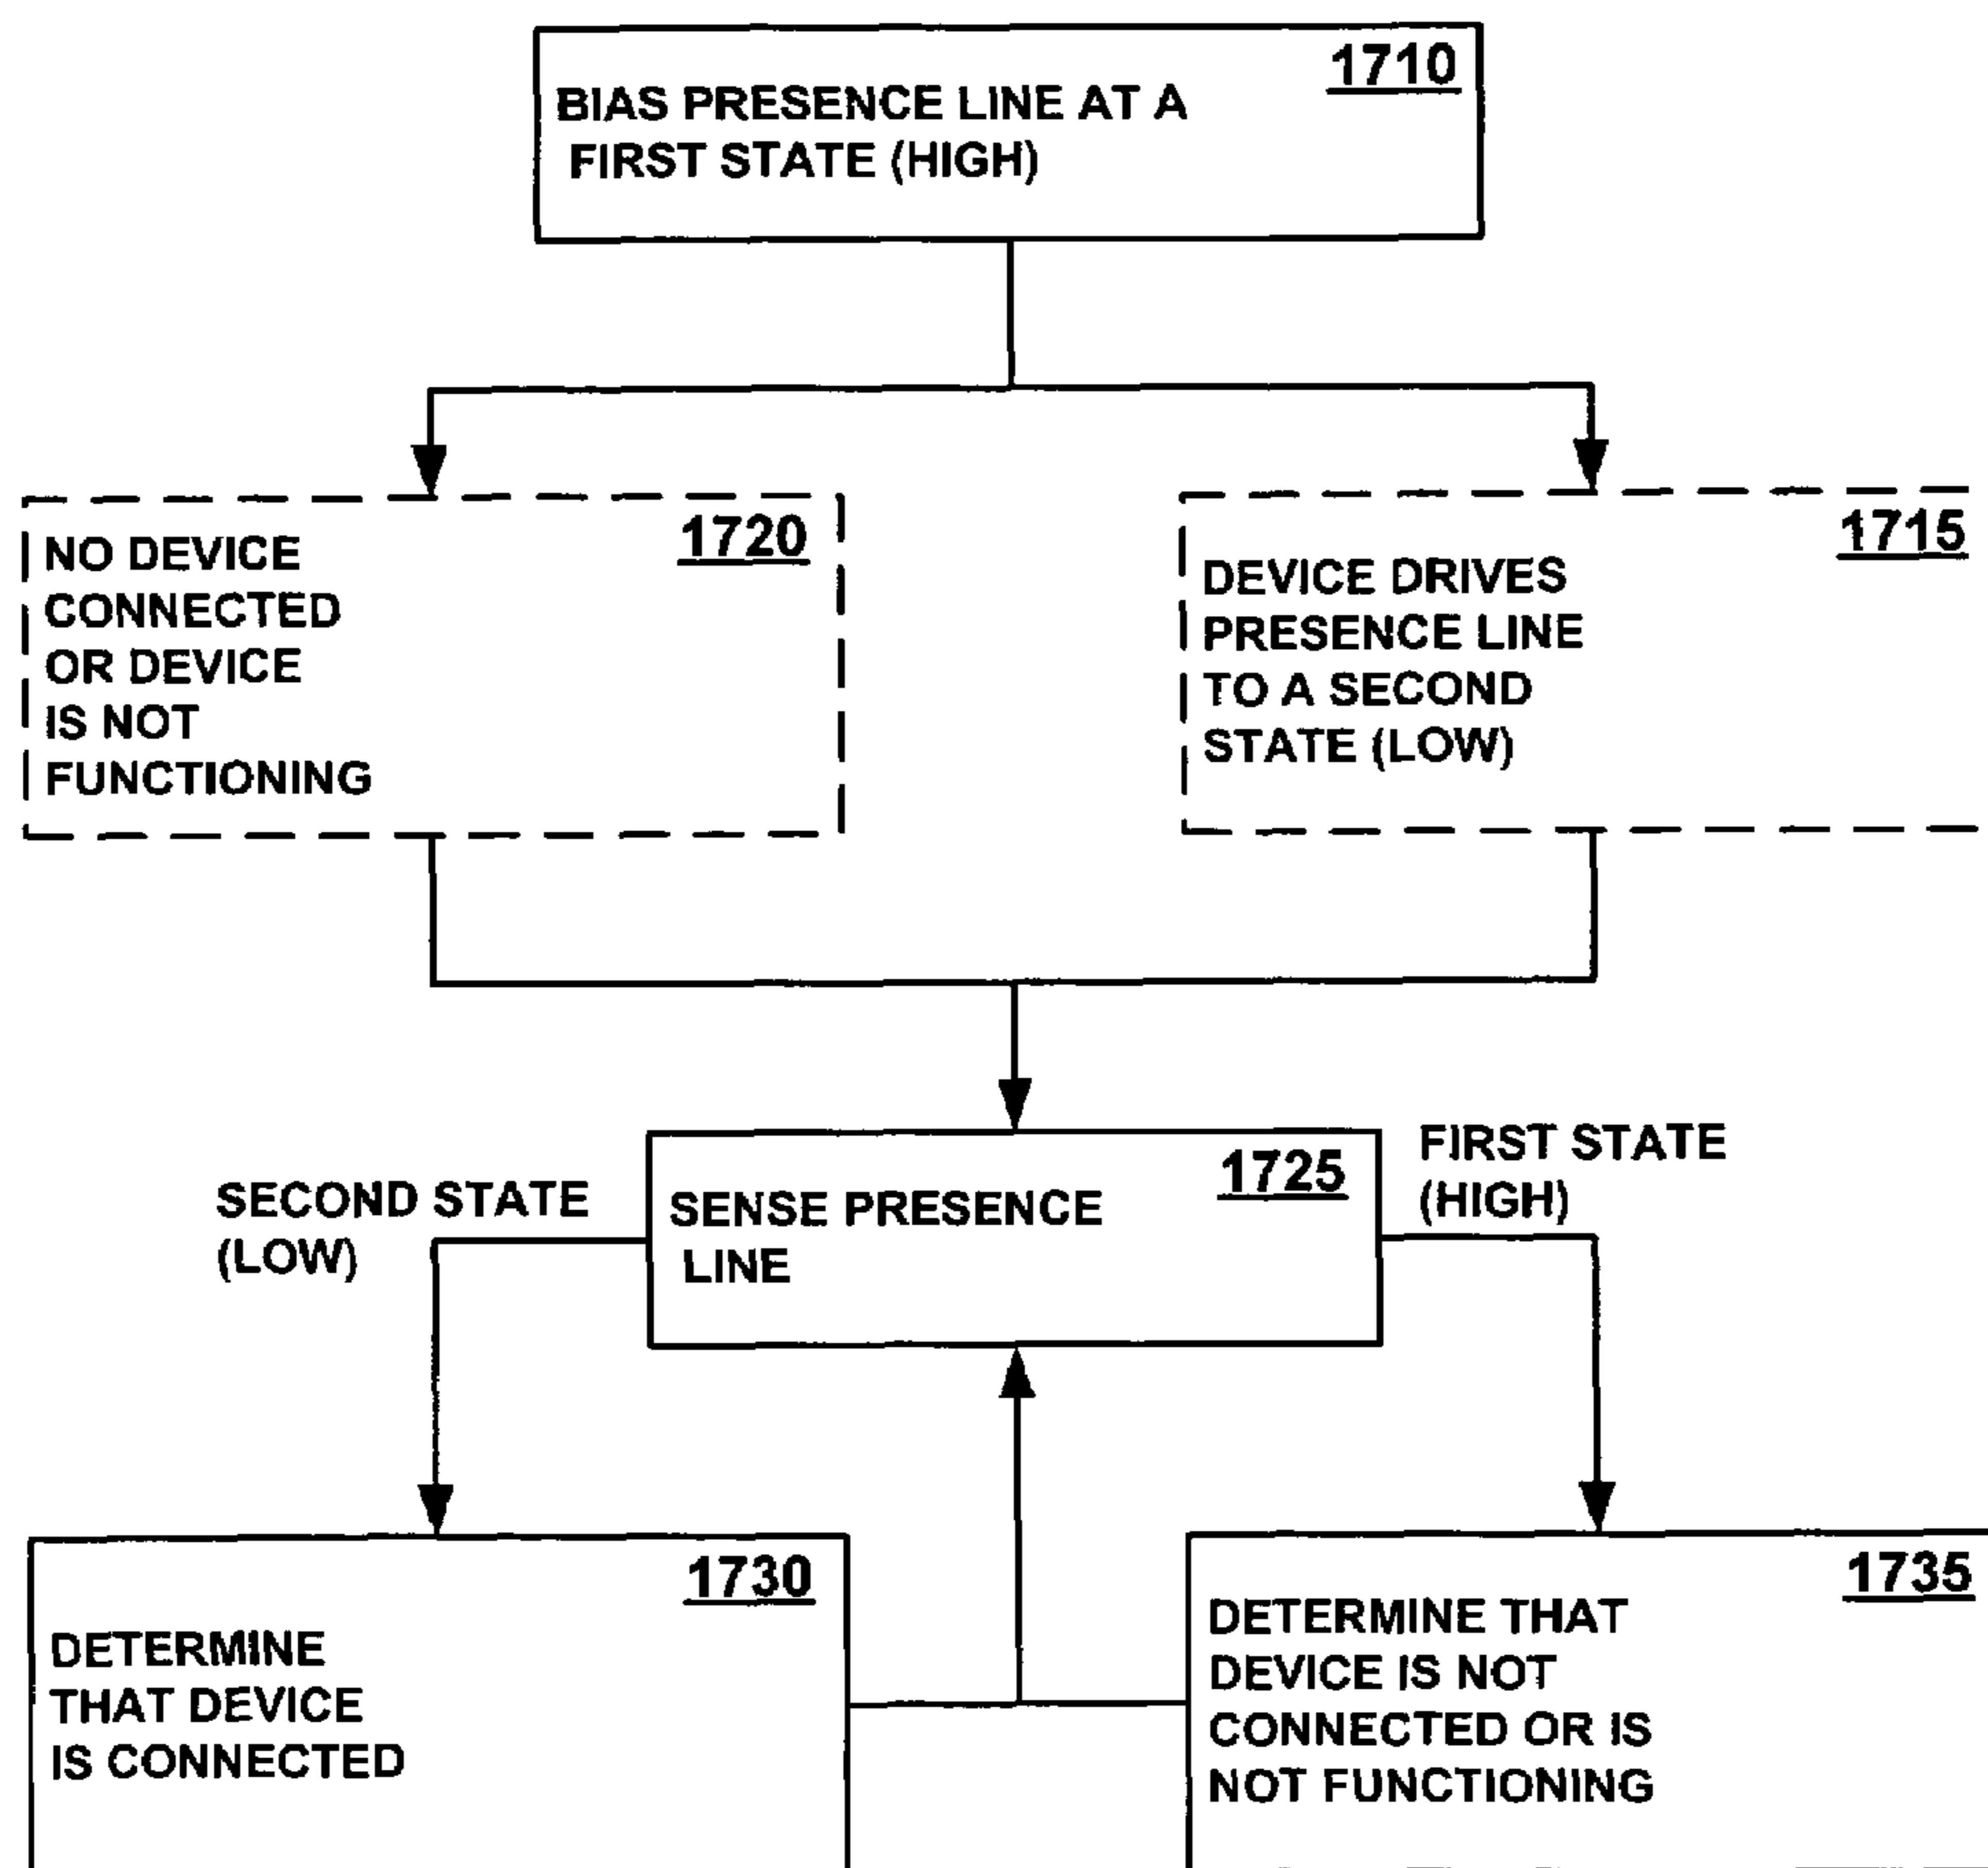 1710
BIAS PRESENCE LINE AT A
FIRST STATE (HIGH)
1720
NO DEVICE
CONNECTED
OR DEVICE
IS NOT
FUNCTIONING
1715
DEVICE DRIVES
PRESENCE LINE
TO A SECOND
STATE (LOW)
SECOND STATE
(LOW)
1725
SENSE PRESENCE
LINE
FIRST STATE
(HIGH)
1730
DETERMINE
THAT DEVICE
IS CONNECTED
1735
DETERMINE THAT
DEVICE IS NOT
CONNECTED OR IS
NOT FUNCTIONING